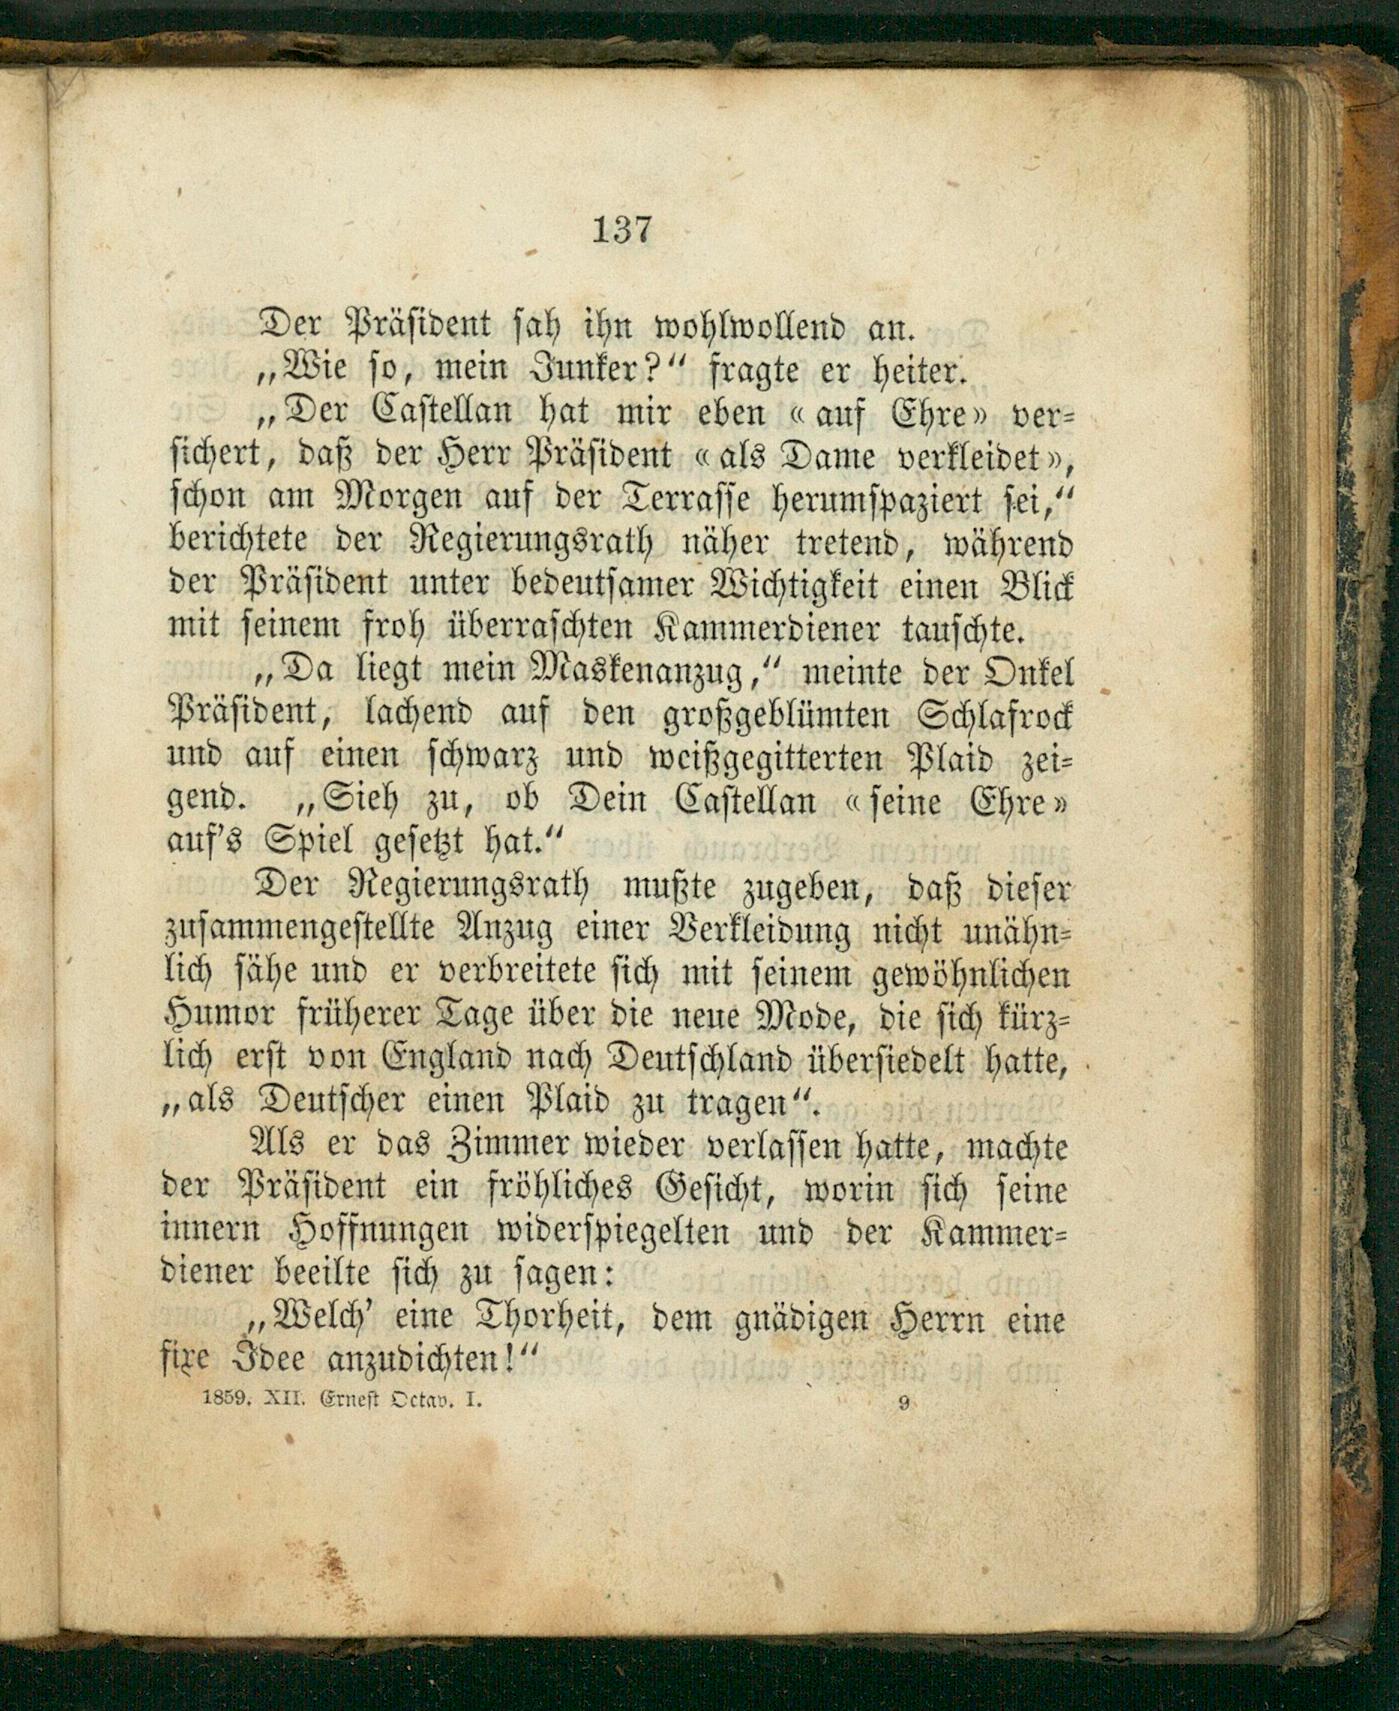 137
Der Präsident sah ihn wohlwollend an.
„Wie so, mein Junker?“ fragte er heiter.
„Der Castellan hat mir eben «auf Ehre» ver-
sichert, daß der Herr Präsident «als Dame verkleidet»,
schon am Morgen auf der Terrasse herumspaziert sei,“
berichtete der Regierungsrath näher tretend, während
der Präsident unter bedeutsamer Wichtigkeit einen Blick
mit seinem froh überraschten Kammerdiener tauschte.
„Da liegt mein Maskenanzug,“ meinte der Onkel
Präsident, lachend auf den großgeblümten Schlafrock
und auf einen schwarz und weißgegitterten Plaid zei-
gend. „Sieh zu, ob Dein Castellan «seine Ehre»
auf's Spiel gesetzt hat.“
Der Regierungsrath mußte zugeben, daß dieser
zusammengestellte Anzug einer Verkleidung nicht unähn-
lich sähe und er verbreitete sich mit seinem gewöhnlichen
Humor früherer Tage über die neue Mode, die sich kürz-
lich erst von England nach Deutschland übersiedelt hatte,
„als Deutscher einen Plaid zu tragen“.
Als er das Zimmer wieder verlassen hatte, machte
der Präsident ein fröhliches Gesicht, worin sich seine
innern Hoffnungen widerspiegelten und der Kammer-
diener beeilte sich zu sagen:
„Welch' eine Thorheit, dem gnädigen Herrn eine
fixe Idee anzudichten!“
1859. XII. Ernest Octav. I. 9